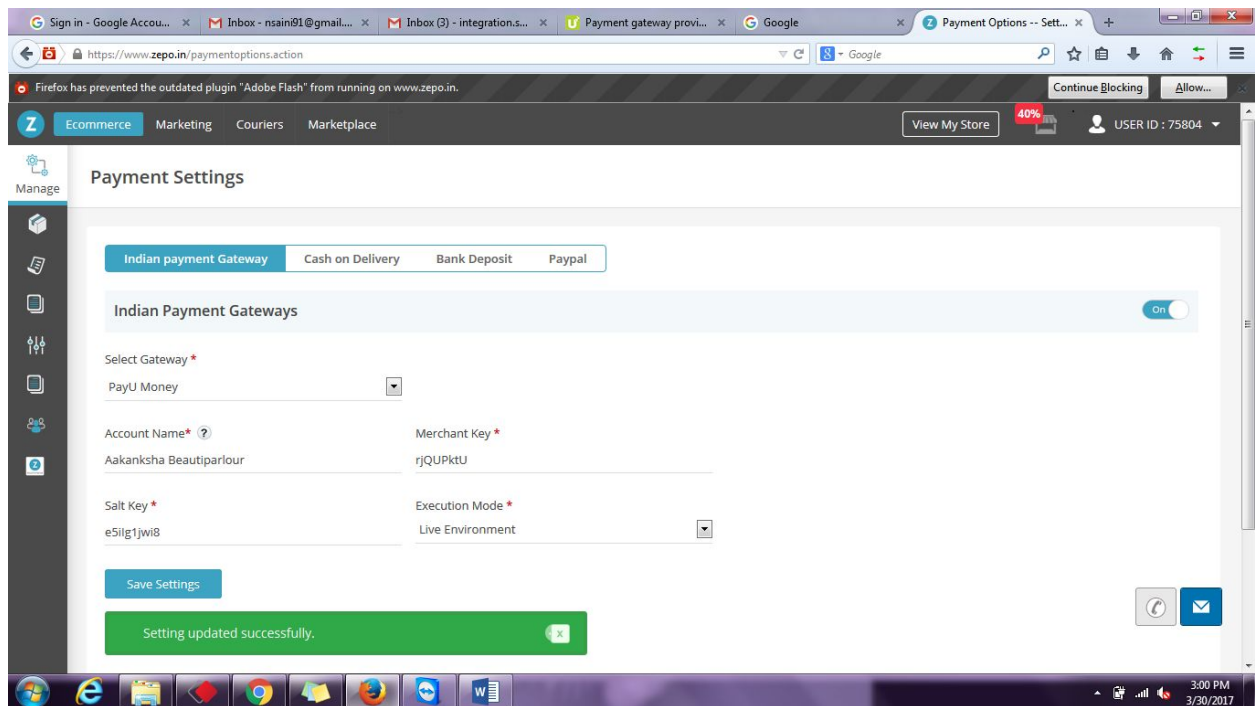 Sign in - Google Accou... Inbox - nsaini91@gmail.... Inbox (3) - integration.s... Payment gateway provi... Google Payment Options -- Sett...
https://www.zepo.in/paymentoptions.action Google
Firefox has prevented the outdated plugin "Adobe Flash" from running on www.zepo.in. Continue Blocking Allow...
Z Ecommerce Marketing Couriers Marketplace View My Store 40% USER ID : 75804
Manage
Payment Settings
Indian payment Gateway Cash on Delivery Bank Deposit Paypal
Indian Payment Gateways On
Select Gateway *
PayU Money
Account Name* ? Merchant Key *
Aakanksha Beautiparlour rjQUPktU
Salt Key * Execution Mode *
e5iIg1jwi8 Live Environment
Save Settings
Setting updated successfully. x
3:00 PM
3/30/2017